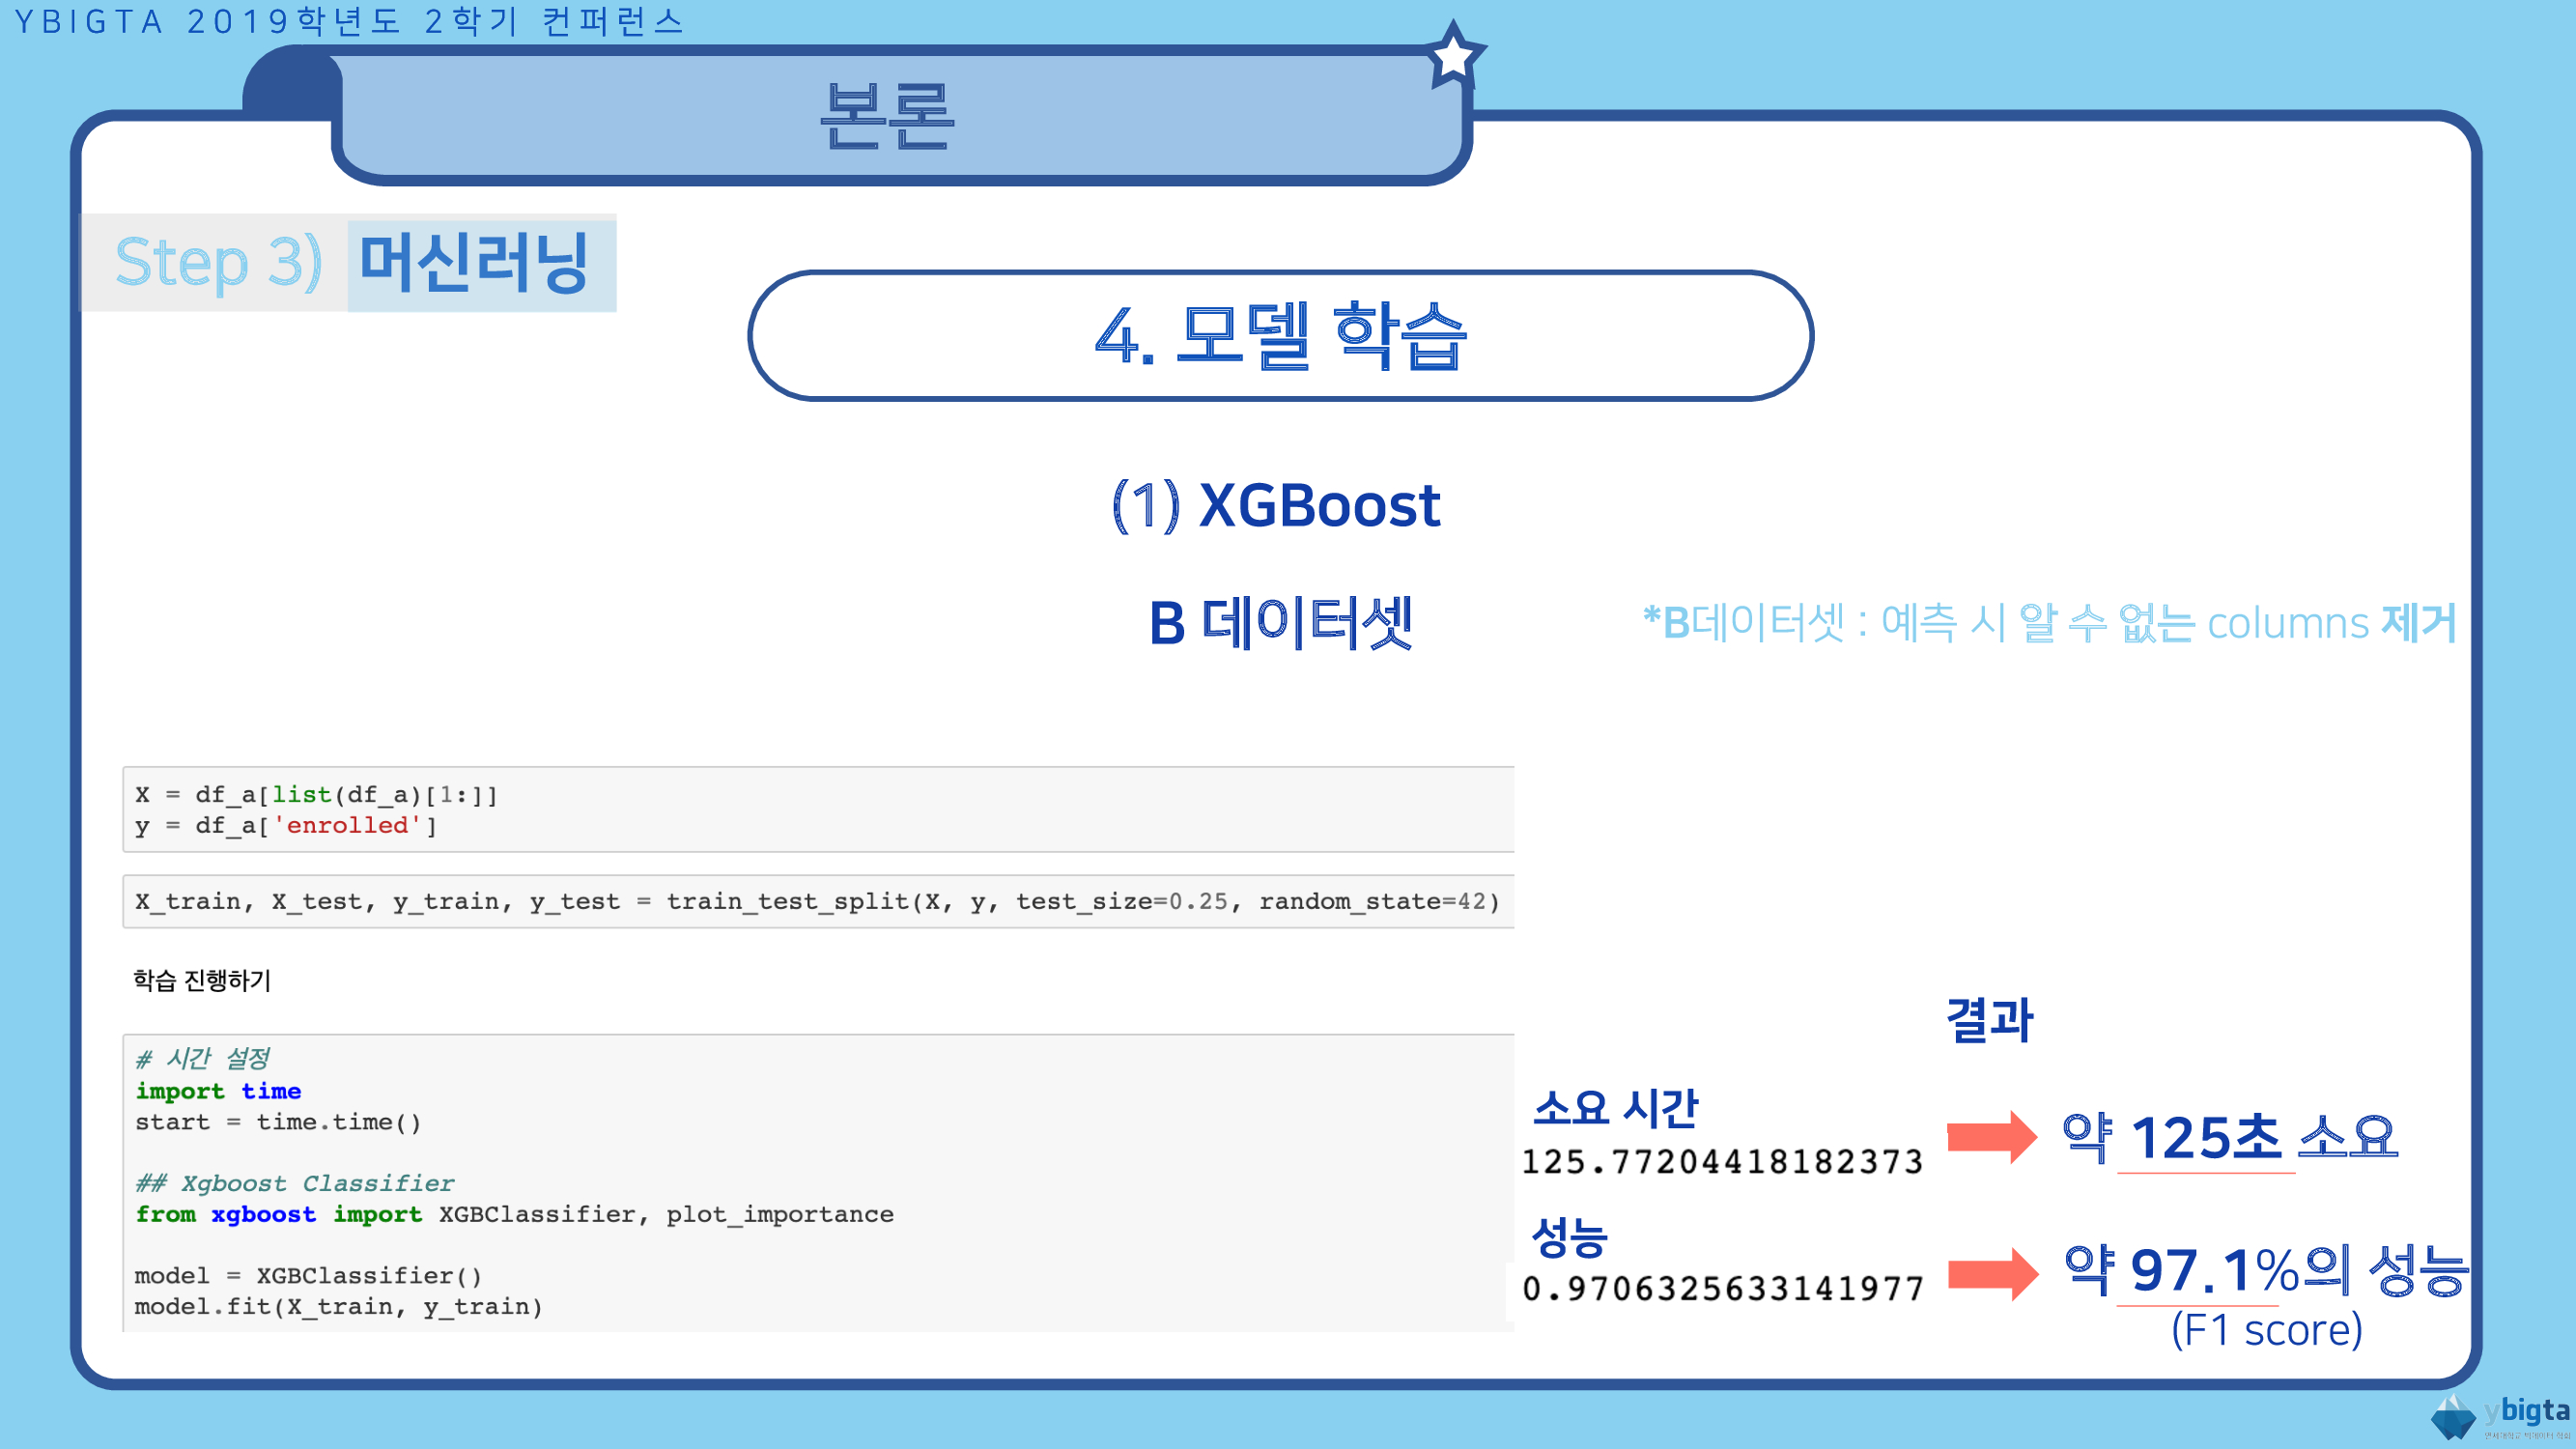 YBIGTA 2019학년도 2학기 컨퍼런스
본론
Step 3) 머신러닝
4. 모델 학습
(1) XGBoost
B 데이터셋
*B데이터셋 : 예측 시 알 수 없는 columns 제거
X = df_a[list(df_a)[1:]]
y = df_a['enrolled']
X_train, X_test, y_train, y_test = train_test_split(X, y, test_size=0.25, random_state=42)
학습 진행하기
# 시간 설정
import time
start = time.time()
## Xgboost Classifier
from xgboost import XGBClassifier, plot_importance
model = XGBClassifier()
model.fit(X_train, y_train)
결과
소요 시간
125.77204418182373
약 125초 소요
성능
0.9706325633141977
약 97.1%의 성능
(F1 score)
ybigta